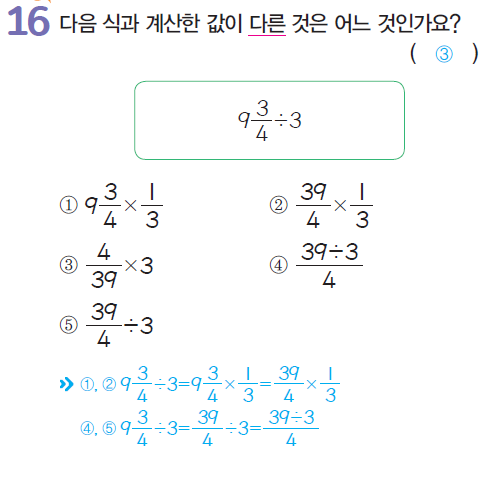 16 다음 식과 계산한 값이 다른 것은 어느 것인가요?
( ③ )
9 3/4 ÷3
① 9 3/4 × 1/3
② 39/4 × 1/3
③ 4/39 ×3
④ 39÷3/4
⑤ 39/4 ÷3
≫ ①, ② 9 3/4 ÷3=9 3/4 × 1/3 = 39/4 × 1/3
④, ⑤ 9 3/4 ÷3= 39/4 ÷3= 39÷3/4